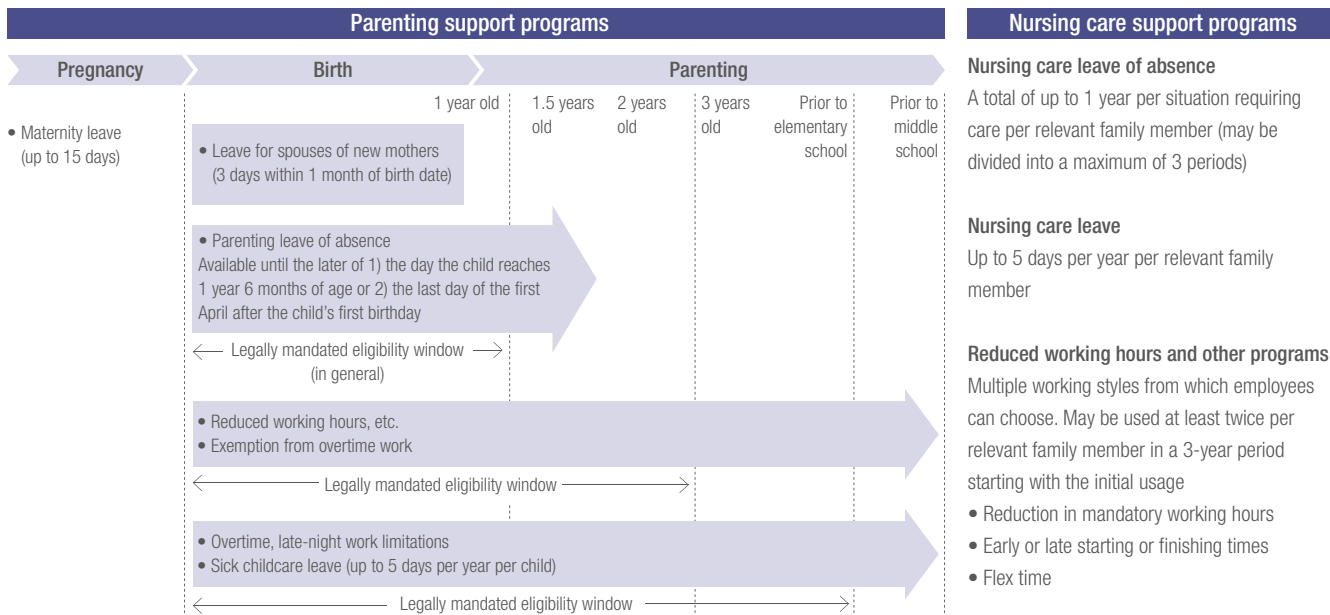 Parenting support programs
Pregnancy
Birth
Parenting
1 year old
1.5 years
old
2 years
old
3 years
old
Prior to
elementary
school
Prior to
middle
school
• Maternity leave
(up to 15 days)
• Leave for spouses of new mothers
(3 days within 1 month of birth date)
• Parenting leave of absence
Available until the later of 1) the day the child reaches
1 year 6 months of age or 2) the last day of the first
April after the child's first birthday
Legally mandated eligibility window
(in general)
• Reduced working hours, etc.
• Exemption from overtime work
Legally mandated eligibility window
• Overtime, late-night work limitations
• Sick childcare leave (up to 5 days per year per child)
Legally mandated eligibility window
Nursing care support programs
Nursing care leave of absence
A total of up to 1 year per situation requiring
care per relevant family member (may be
divided into a maximum of 3 periods)
Nursing care leave
Up to 5 days per year per relevant family
member
Reduced working hours and other programs
Multiple working styles from which employees
can choose. May be used at least twice per
relevant family member in a 3-year period
starting with the initial usage
• Reduction in mandatory working hours
• Early or late starting or finishing times
• Flex time